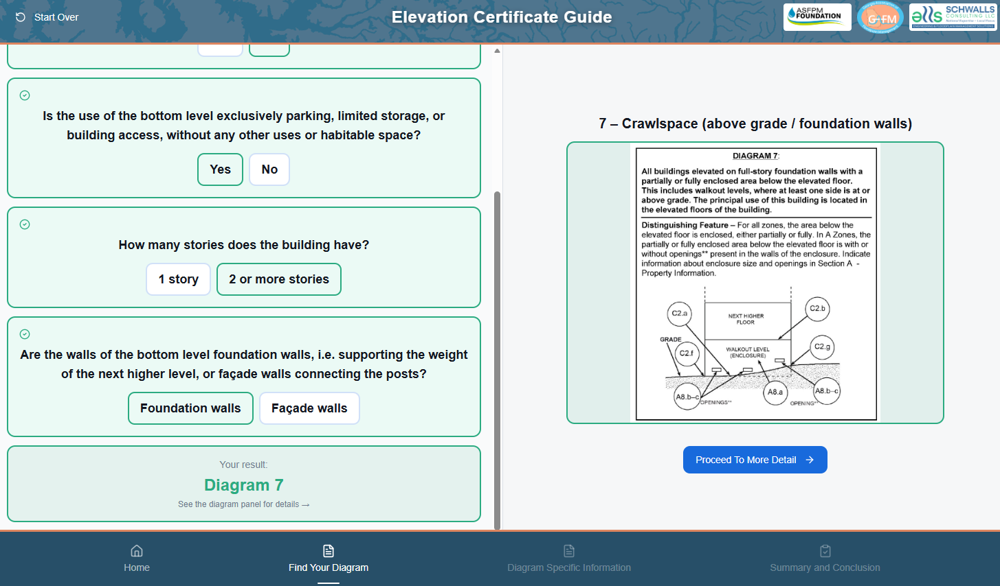 Start Over
Elevation Certificate Guide
ASFPM
FOUNDATION
GAFM
SCHWALLS
CONSULTING LLC
Is the use of the bottom level exclusively parking, limited storage, or
building access, without any other uses or habitable space?
Yes
No
How many stories does the building have?
1 story
2 or more stories
Are the walls of the bottom level foundation walls, i.e. supporting the weight
of the next higher level, or façade walls connecting the posts?
Foundation walls
Façade walls
Your result:
Diagram 7
See the diagram panel for details →
7 – Crawlspace (above grade / foundation walls)
DIAGRAM 7:
All buildings elevated on full-story foundation walls with a
partially or fully enclosed area below the elevated floor.
This includes walkout levels, where at least one side is at or
above grade. The principal use of this building is located in
the elevated floors of the building.
Distinguishing Feature – For all zones, the area below the
elevated floor is enclosed, either partially or fully. In A Zones, the
partially or fully enclosed area below the elevated floor is with or
without openings** present in the walls of the enclosure. Indicate
information about enclosure size and openings in Section A -
Property Information.
C2.a
NEXT HIGHER
FLOOR
C2.b
GRADE
C2.f
WALKOUT LEVEL
(ENCLOSURE)
C2.g
A8.b–c
OPENINGS**
A8.a
OPENING**
A8.b–c
Proceed To More Detail →
Home
Find Your Diagram
Diagram Specific Information
Summary and Conclusion